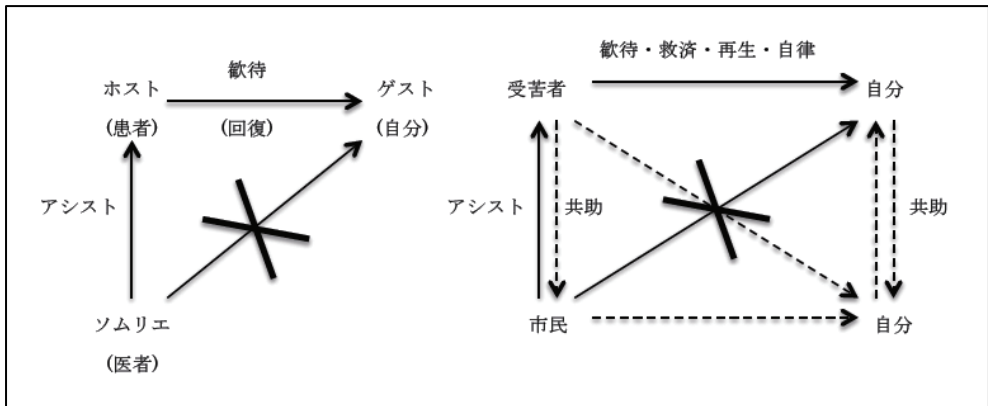 歓待
ホスト
ゲスト
(患者)
(回復)
(自分)
アシスト
ソムリエ
(医者)
歓待・救済・再生・自律
受苦者
自分
アシスト
共助
共助
市民
自分